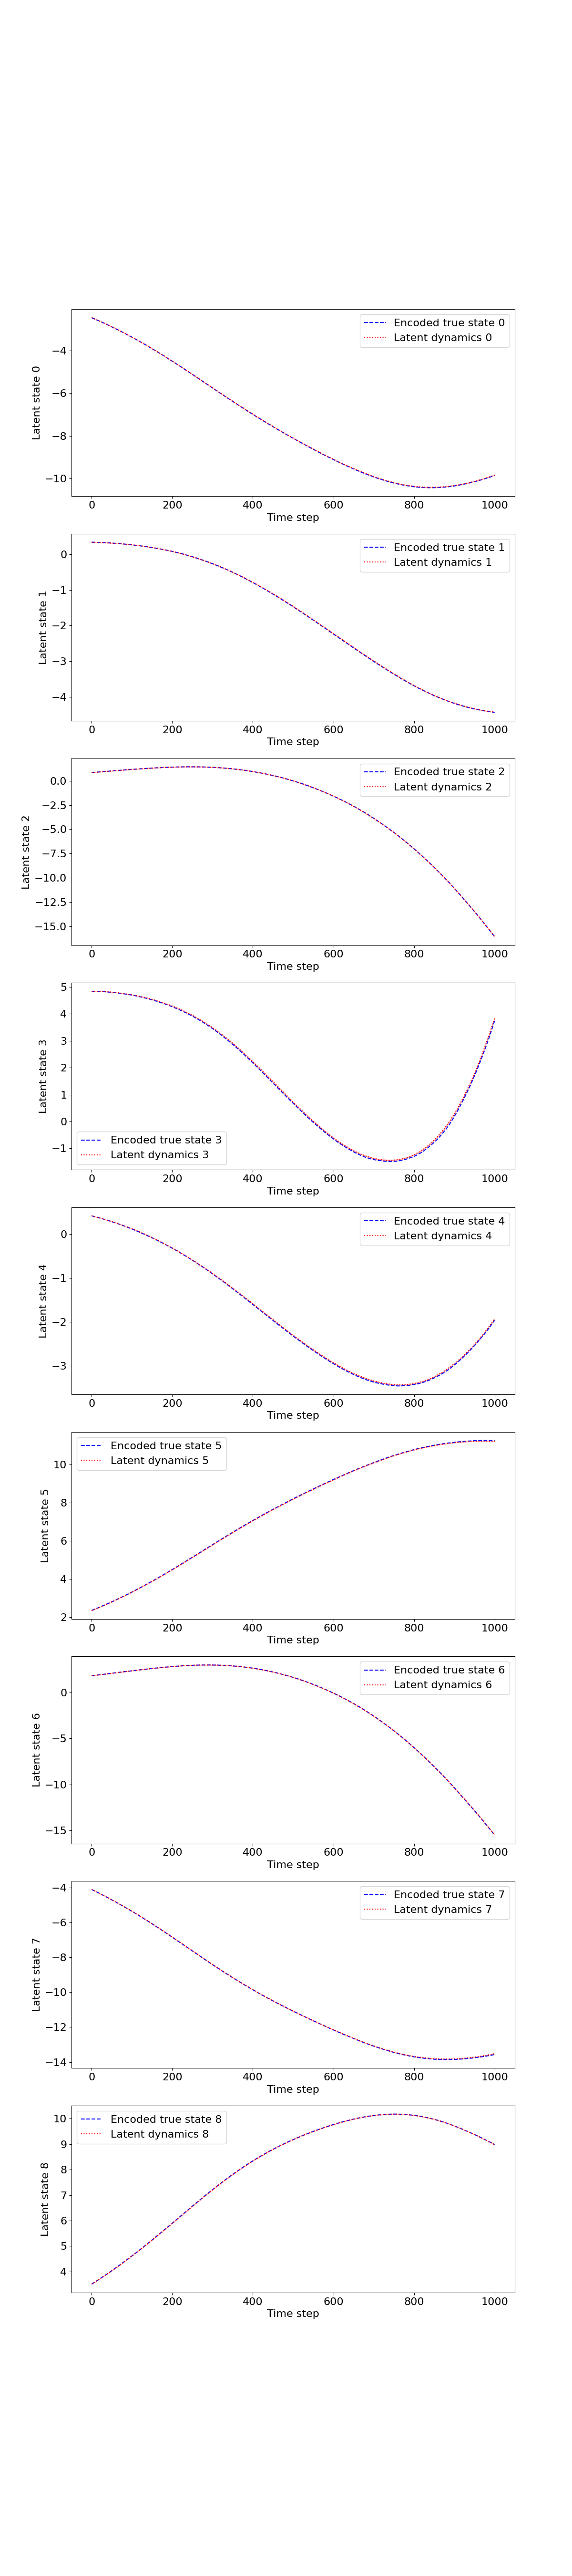 Encoded true state 0
Latent dynamics 0
Latent state 0
−4
−6
−8
−10
0 200 400 600 800 1000
Time step
Encoded true state 1
Latent dynamics 1
Latent state 1
0
−1
−2
−3
−4
0 200 400 600 800 1000
Time step
Encoded true state 2
Latent dynamics 2
Latent state 2
0.0
−2.5
−5.0
−7.5
−10.0
−12.5
−15.0
0 200 400 600 800 1000
Time step
Latent state 3
5
4
3
2
1
0
−1
Encoded true state 3
Latent dynamics 3
0 200 400 600 800 1000
Time step
Encoded true state 4
Latent dynamics 4
Latent state 4
0
−1
−2
−3
0 200 400 600 800 1000
Time step
Encoded true state 5
Latent dynamics 5
Latent state 5
10
8
6
4
2
0 200 400 600 800 1000
Time step
Encoded true state 6
Latent dynamics 6
Latent state 6
0
−5
−10
−15
0 200 400 600 800 1000
Time step
Encoded true state 7
Latent dynamics 7
Latent state 7
−4
−6
−8
−10
−12
−14
0 200 400 600 800 1000
Time step
Encoded true state 8
Latent dynamics 8
Latent state 8
10
9
8
7
6
5
4
0 200 400 600 800 1000
Time step